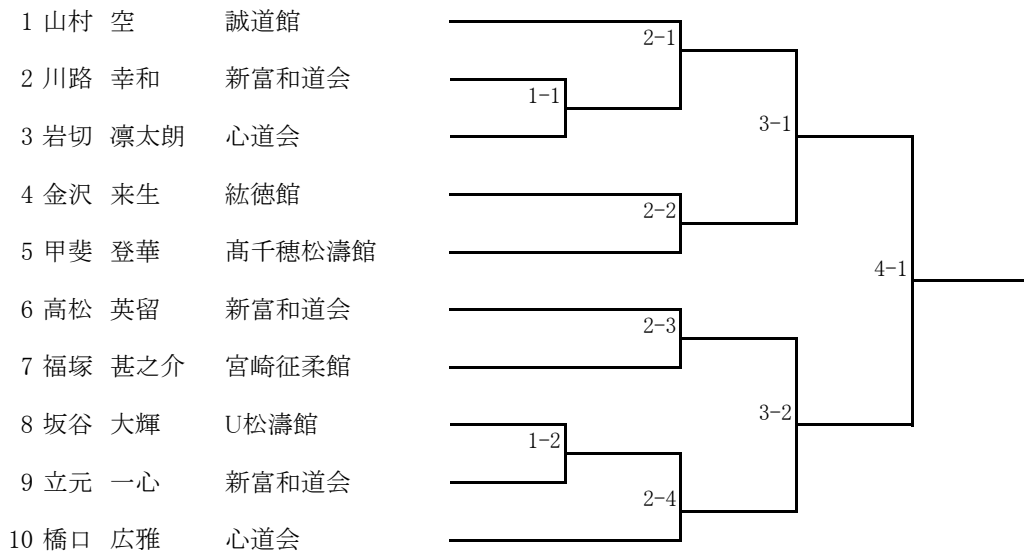 1 山村 空 誠道館
2-1
2 川路 幸和 新富和道会
1-1
3 岩切 凛太朗 心道会
3-1
4 金沢 来生 紘徳館
2-2
5 甲斐 登華 髙千穂松濤館
4-1
6 高松 英留 新富和道会
2-3
7 福塚 甚之介 宮崎征柔館
3-2
8 坂谷 大輝 U松濤館
1-2
9 立元 一心 新富和道会
2-4
10 橋口 広雅 心道会